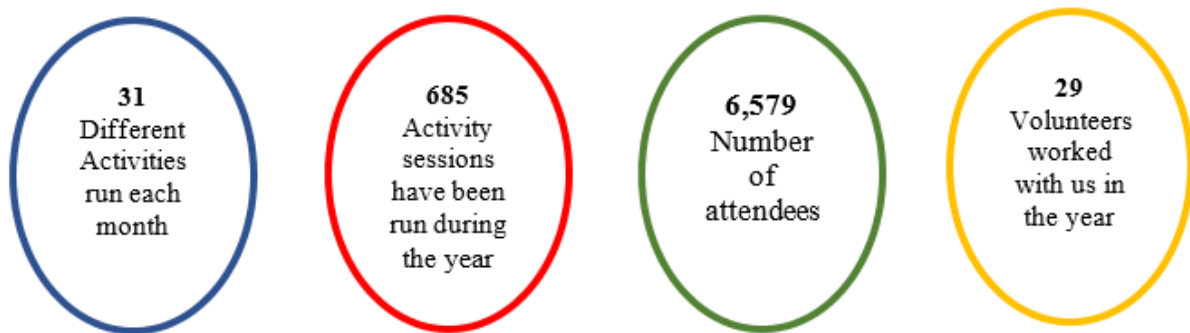 31
Different
Activities
run each
month
685
Activity
sessions
have been
run during
the year
6,579
Number
of
attendees
29
Volunteers
worked
with us in
the year